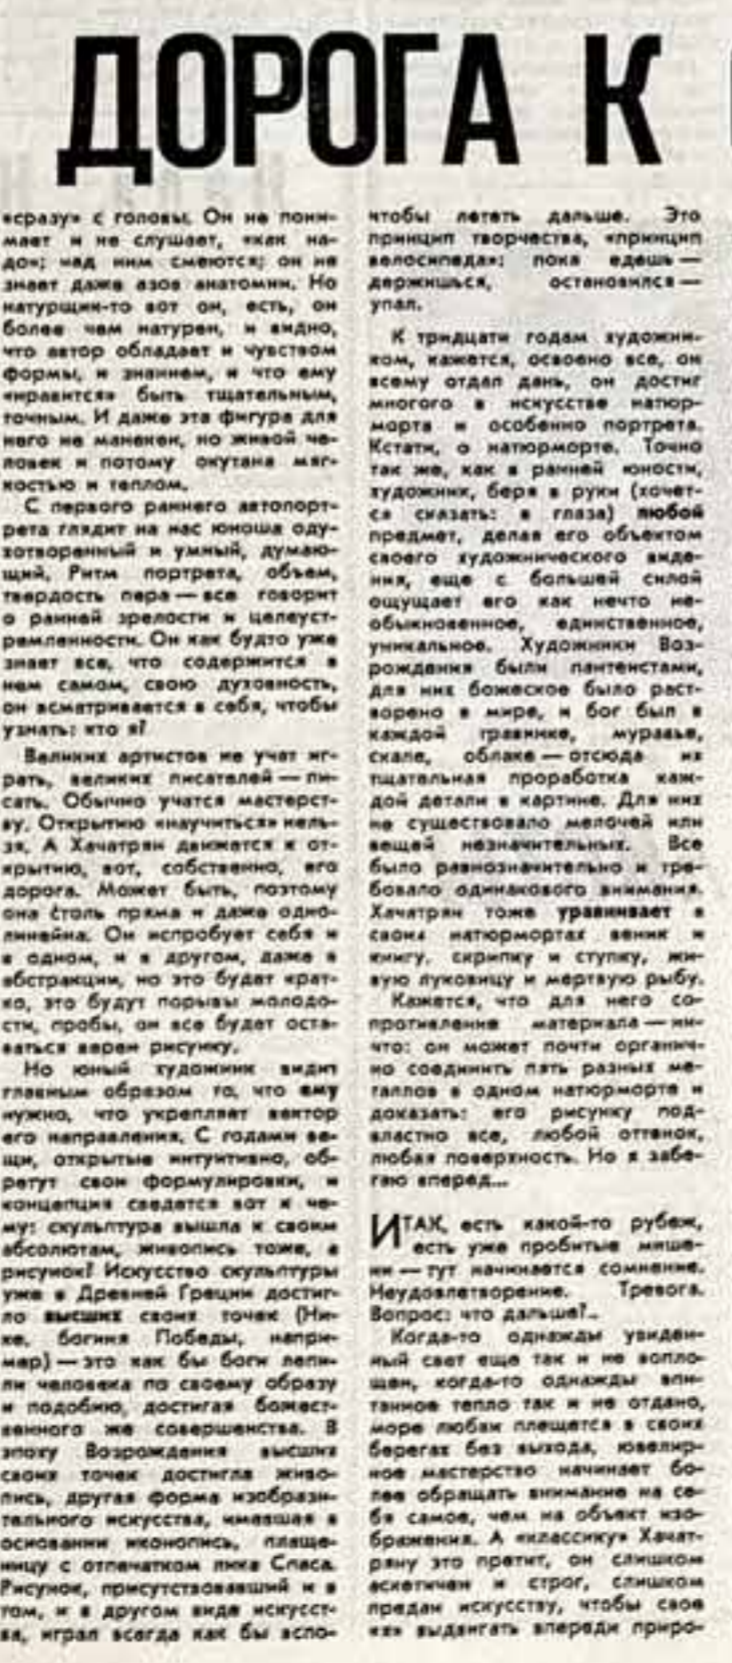 ДОРОГА К
«сразу» с головы. Он не пони-
мает и не слушает, «как на-
до»; над ним смеются; он не
знает даже азов анатомии. Но
натурщик-то вот он, есть, он
более чем натурен, и видно,
что автор обладает и чувством
формы, и знанием, и что ему
«нравится» быть тщательным,
точным. И даже эта фигура для
него не манекен, но живой че-
ловек и потому окутана мяг-
костью и теплом.
С первого раннего автопорт-
рета глядит на нас юноша оду-
хотворенный и умный, думаю-
щий. Ритм портрета, объем,
твердость пера — все говорит
о ранней зрелости и целеуст-
ремленности. Он как будто уже
знает все, что содержится в
нем самом, свою духовность,
он всматривается в себя, чтобы
узнать: кто я?
Великих артистов не учат иг-
рать, великих писателей — пи-
сать. Обычно учатся мастерст-
ву. Открытию «научиться» нель-
зя. А Хачатрян движется к от-
крытию, вот, собственно, его
дорога. Может быть, поэтому
она столь пряма и даже одно-
линейна. Он испробует себя и
в одном, и в другом, даже в
абстракции, но это будет крат-
ко, это будут порывы молодо-
сти, пробы, он все будет оста-
ваться верен рисунку.
Но юный художник видит
главным образом то, что ему
нужно, что укрепляет вектор
его направления. С годами ве-
щи, открытые интуитивно, об-
ретут свои формулировки, и
концепция сведется вот к че-
му: скульптура вышла к своим
абсолютам, живопись тоже, а
рисунок? Искусство скульптуры
уже в Древней Греции достиг-
ло высших своих точек (Ни-
ке, богиня Победы, напри-
мер) — это как бы боги лепи-
ли человека по своему образу
и подобию, достигая божест-
венного же совершенства. В
эпоху Возрождения высших
своих точек достигла живо-
пись, другая форма изобрази-
тельного искусства, имевшая в
основании иконопись, плаща-
ницу с отпечатком лика Спаса.
Рисунок, присутствовавший и в
том, и в другом виде искусст-
ва, играл всегда как бы вспо-
чтобы лететь дальше. Это
принцип творчества, «принцип
велосипеда»: пока едешь —
держишься, остановился —
упал.
К тридцати годам художни-
ком, кажется, освоено все, он
всему отдал дань, он достиг
многого в искусстве натюр-
морта и особенно портрета.
Кстати, о натюрморте. Точно
так же, как в ранней юности,
художник, беря в руки (хочет-
ся сказать: в глаза) любой
предмет, делая его объектом
своего художнического виде-
ния, еще с большей силой
ощущает его как нечто не-
обыкновенное, единственное,
уникальное. Художники Воз-
рождения были пантеистами,
для них божеское было раст-
ворено в мире, и бог был в
каждой травинке, муравье,
скале, облаке — отсюда их
тщательная проработка каж-
дой детали в картине. Для них
не существовало мелочей или
вещей незначительных. Все
было равнозначительно и тре-
бовало одинакового внимания.
Хачатрян тоже уравнивает в
своих натюрмортах веник и
книгу, скрипку и ступку, жи-
вую луковицу и мертвую рыбу.
Кажется, что для него со-
противление материала — ни-
что: он может почти органич-
но соединить пять разных ме-
таллов в одном натюрморте и
доказать: его рисунку под-
властно все, любой оттенок,
любая поверхность. Но я забе-
гаю вперед...
ИТАК, есть какой-то рубеж,
есть уже пробитые мише-
ни — тут начинается сомнение.
Неудовлетворение. Тревога.
Вопрос: что дальше?..
Когда-то однажды увиден-
ный свет еще так и не вопло-
щен, когда-то однажды впи-
танное тепло так и не отдано,
море любви плещется в своих
берегах без выхода, ювелир-
ное мастерство начинает бо-
лее обращать внимание на се-
бя самое, чем на объект изо-
бражения. А «классику» Хачат-
ряну это претит, он слишком
аскетичен и строг, слишком
предан искусству, чтобы свое
«я» выдвигать впереди приро-